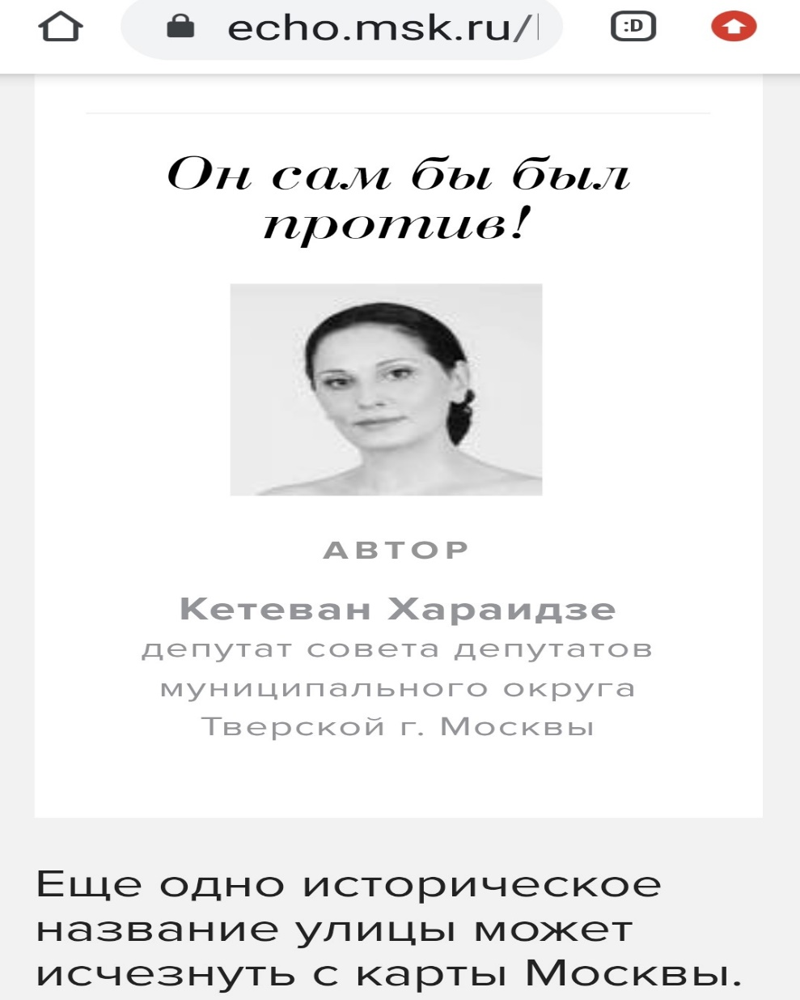 echo.msk.ru/
:D
Он сам бы был
против!
АВТОР
Кетеван Хараидзе
депутат совета депутатов
муниципального округа
Тверской г. Москвы
Еще одно историческое
название улицы может
исчезнуть с карты Москвы.